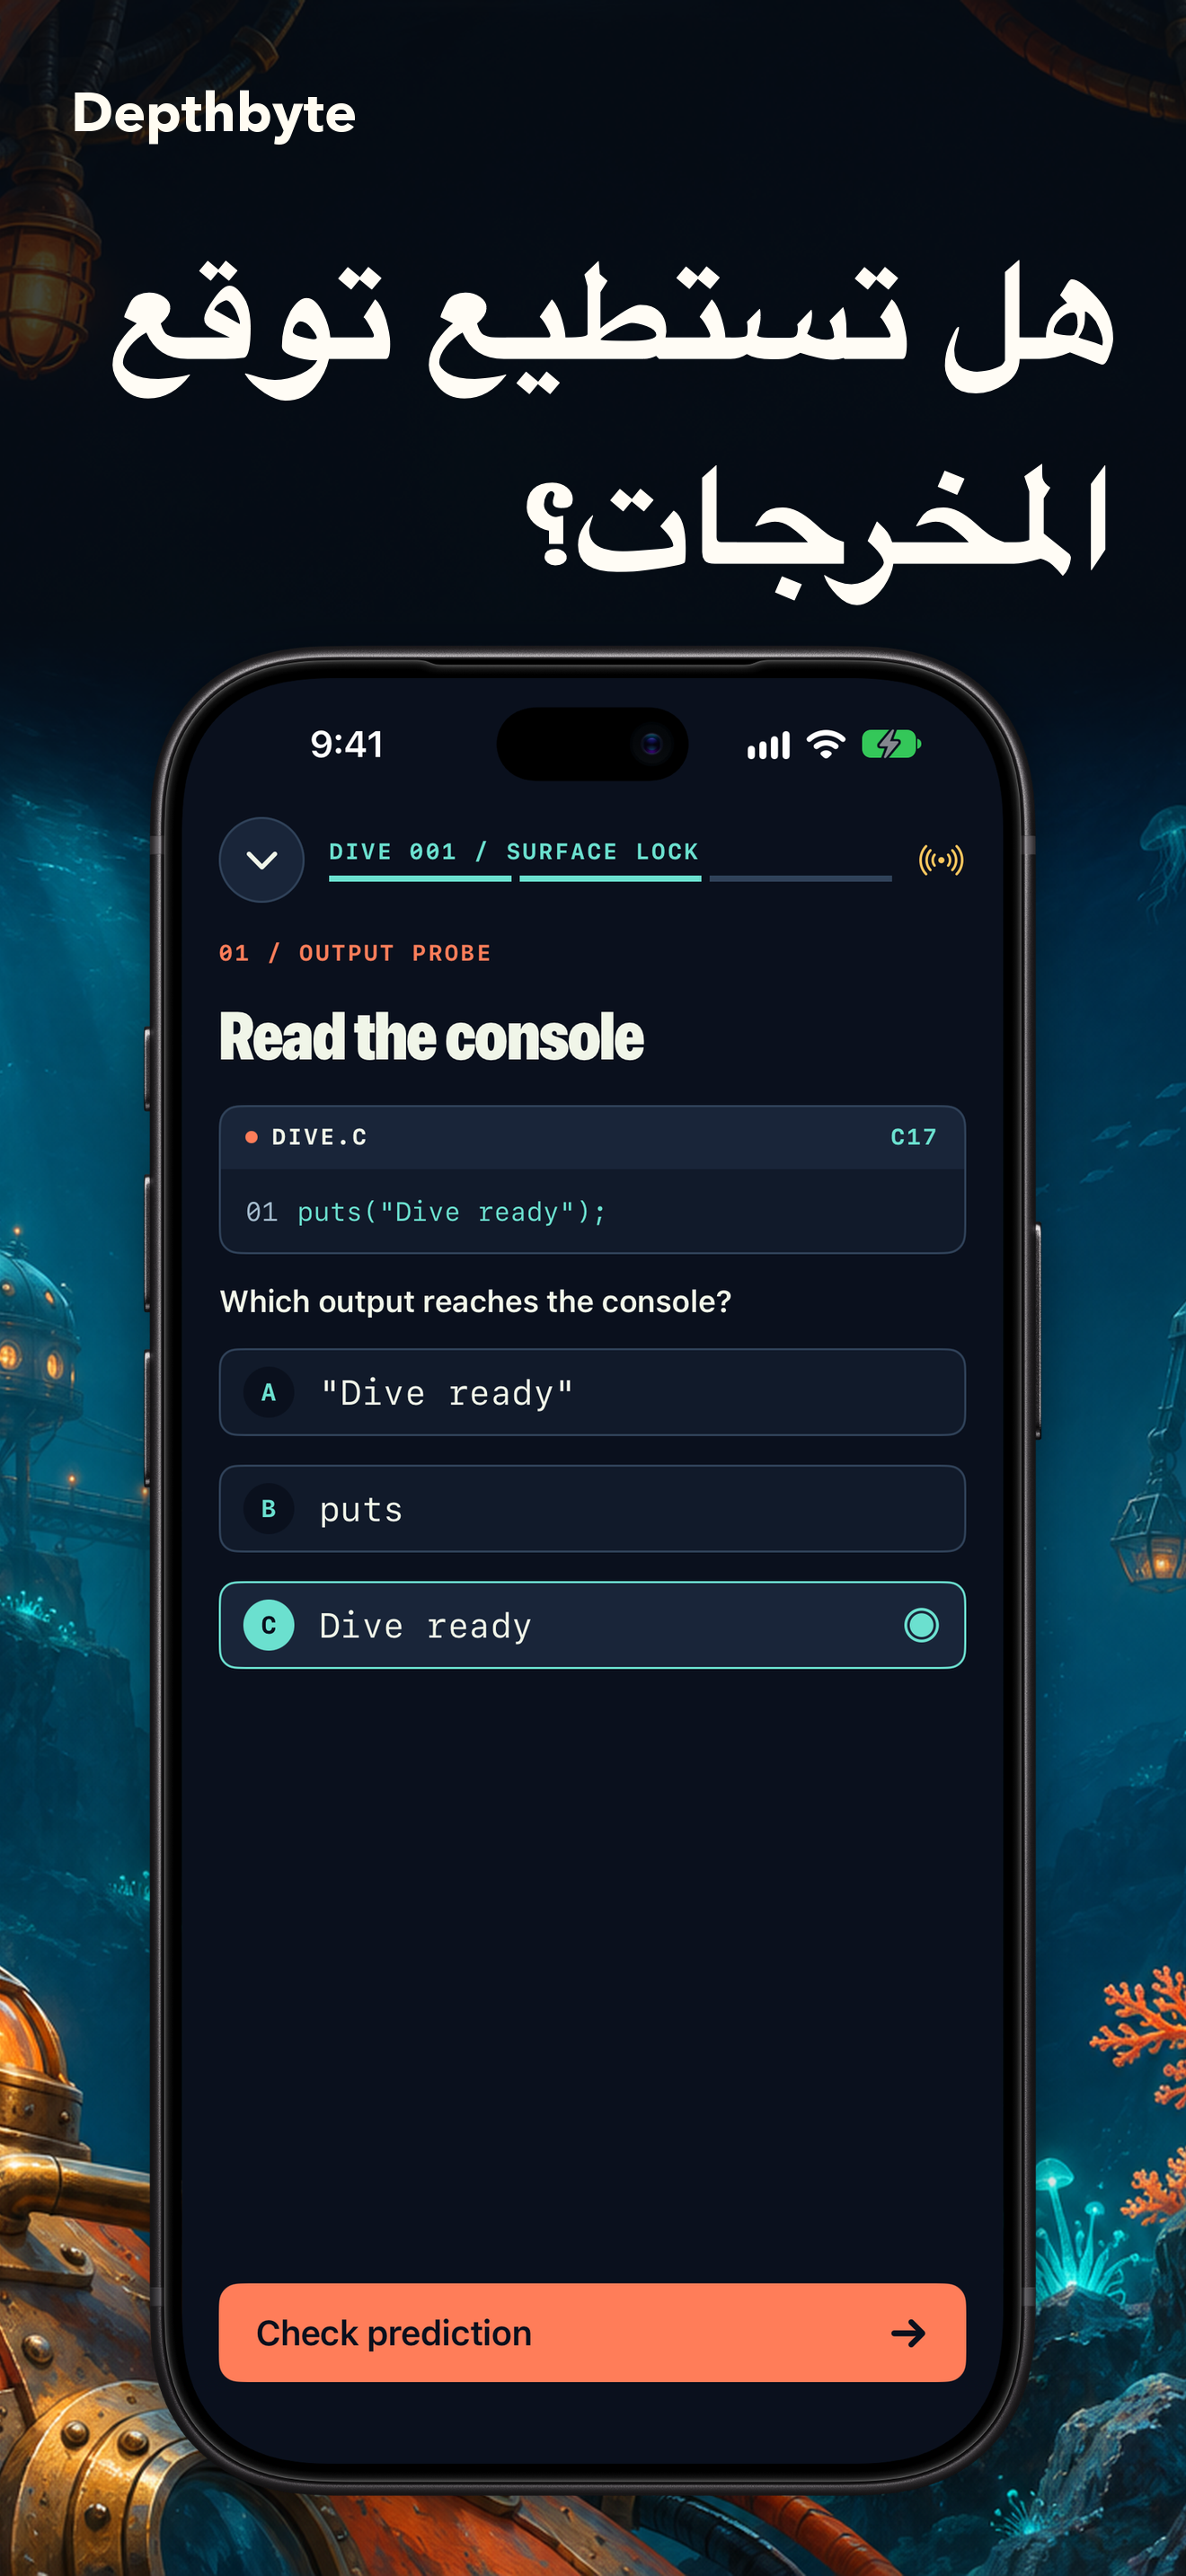 Depthbyte
هل تستطيع توقع
المخرجات؟
9:41
DIVE 001 / SURFACE LOCK
01 / OUTPUT PROBE
Read the console
DIVE.C C17
01 puts("Dive ready");
Which output reaches the console?
A "Dive ready"
B puts
C Dive ready
Check prediction